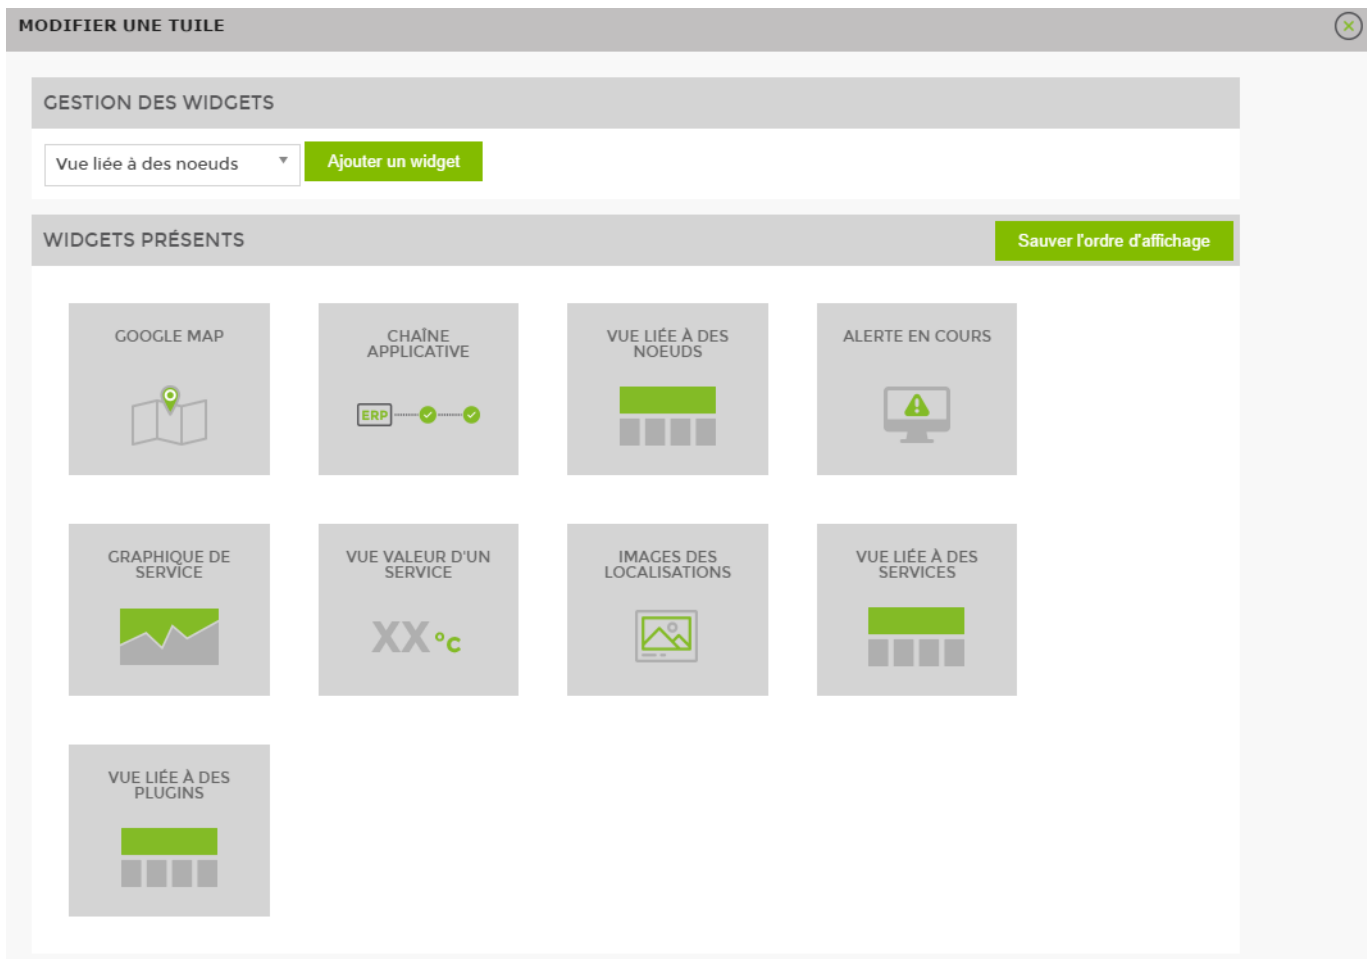 MODIFIER UNE TUILE
GESTION DES WIDGETS
Vue liée à des noeuds
Ajouter un widget
WIDGETS PRÉSENTS
Sauver l'ordre d'affichage
GOOGLE MAP
CHAÎNE
APPLICATIVE
ERP
VUE LIÉE À DES
NOEUDS
ALERTE EN COURS
GRAPHIQUE DE
SERVICE
VUE VALEUR D'UN
SERVICE
XX °C
IMAGES DES
LOCALISATIONS
VUE LIÉE À DES
SERVICES
VUE LIÉE À DES
PLUGINS